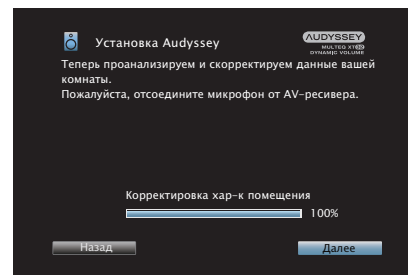 Установка Audyssey
AUDYSSEY
MULTEQ XT32
DYNAMIC VOLUME
Теперь проанализируем и скорректируем данные вашей
комнаты.
Пожалуйста, отсоедините микрофон от AV-ресивера.
Корректировка хар-к помещения
100%
Назад
Далее